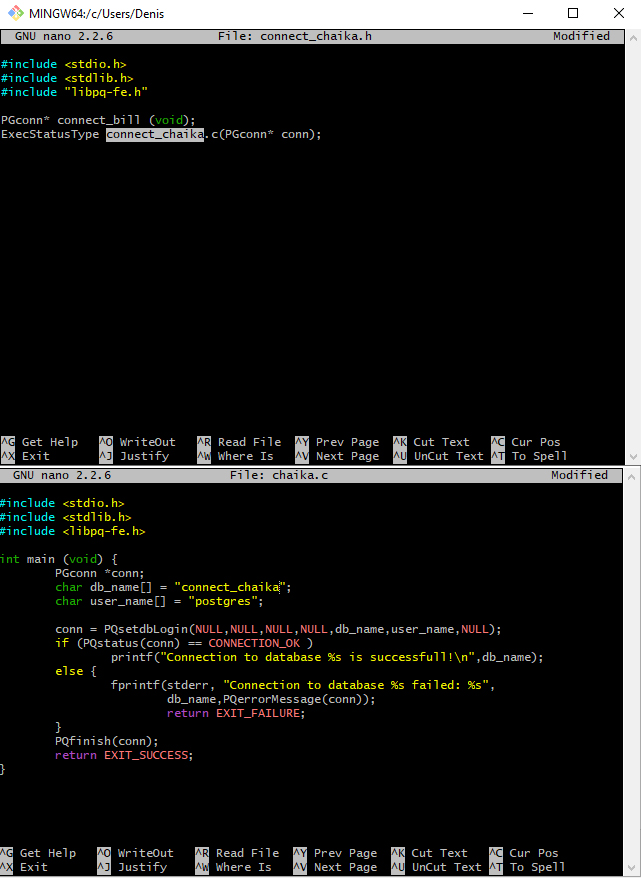 MINGW64:/c/Users/Denis
GNU nano 2.2.6 File: connect_chaika.h Modified
#include <stdio.h>
#include <stdlib.h>
#include "libpq-fe.h"
PGconn* connect_bill (void);
ExecStatusType connect_chaika.c(PGconn* conn);
^G Get Help ^O WriteOut ^R Read File ^Y Prev Page ^K Cut Text ^C Cur Pos
^X Exit ^J Justify ^W Where Is ^V Next Page ^U UnCut Text ^T To Spell
GNU nano 2.2.6 File: chaika.c Modified
#include <stdio.h>
#include <stdlib.h>
#include <libpq-fe.h>
int main (void) {
PGconn *conn;
char db_name[] = "connect_chaika";
char user_name[] = "postgres";
conn = PQsetdbLogin(NULL,NULL,NULL,NULL,db_name,user_name,NULL);
if (PQstatus(conn) == CONNECTION_OK )
printf("Connection to database %s is successfull!\n",db_name);
else {
fprintf(stderr, "Connection to database %s failed: %s",
db_name,PQerrorMessage(conn));
return EXIT_FAILURE;
}
PQfinish(conn);
return EXIT_SUCCESS;
}
^G Get Help ^O WriteOut ^R Read File ^Y Prev Page ^K Cut Text ^C Cur Pos
^X Exit ^J Justify ^W Where Is ^V Next Page ^U UnCut Text ^T To Spell